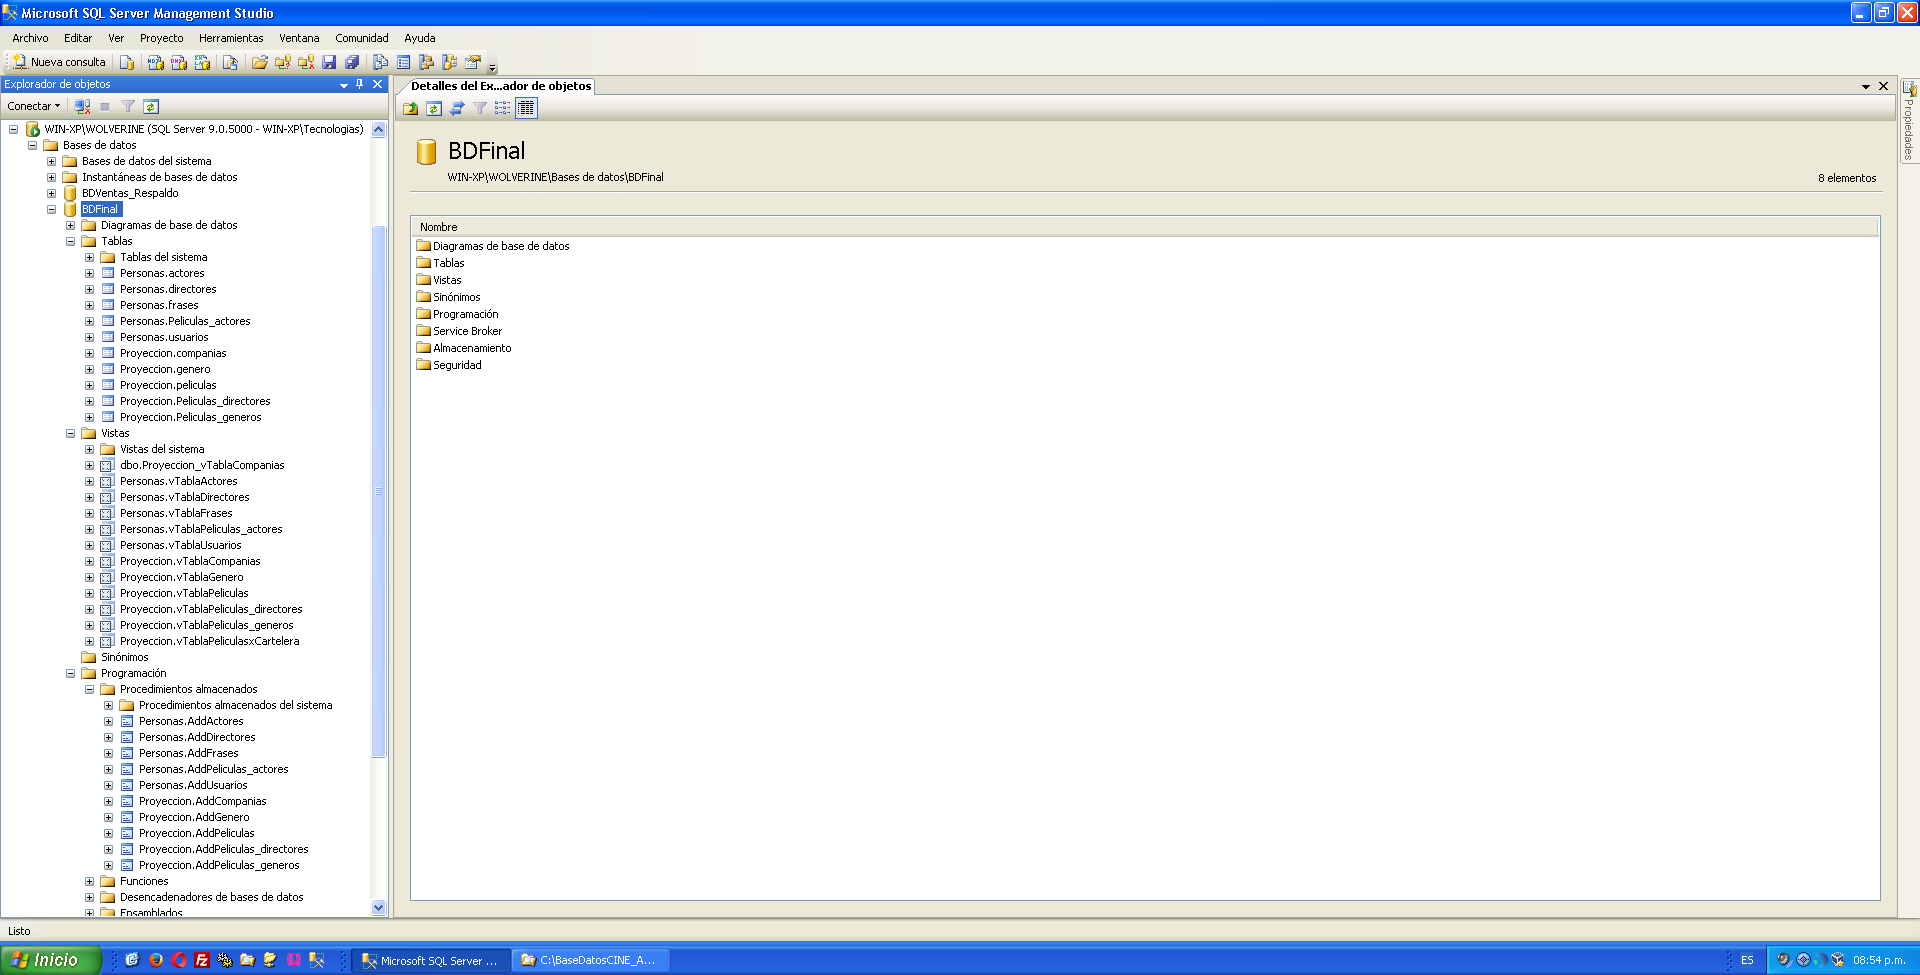 Microsoft SQL Server Management Studio
Archivo Editar Ver Proyecto Herramientas Ventana Comunidad Ayuda
Nueva consulta
Explorador de objetos
Conectar
WIN-XP\WOLVERINE (SQL Server 9.0.5000 - WIN-XP\Tecnologias)
Bases de datos
Bases de datos del sistema
Instantáneas de bases de datos
BDVentas_Respaldo
BDFinal
Diagramas de base de datos
Tablas
Tablas del sistema
Personas.actores
Personas.directores
Personas.frases
Personas.Peliculas_actores
Personas.usuarios
Proyeccion.companias
Proyeccion.genero
Proyeccion.peliculas
Proyeccion.Peliculas_directores
Proyeccion.Peliculas_generos
Vistas
Vistas del sistema
dbo.Proyeccion_vTablaCompanias
Personas.vTablaActores
Personas.vTablaDirectores
Personas.vTablaFrases
Personas.vTablaPeliculas_actores
Personas.vTablaUsuarios
Proyeccion.vTablaCompanias
Proyeccion.vTablaGenero
Proyeccion.vTablaPeliculas
Proyeccion.vTablaPeliculas_directores
Proyeccion.vTablaPeliculas_generos
Proyeccion.vTablaPeliculasxCartelera
Sinónimos
Programación
Procedimientos almacenados
Procedimientos almacenados del sistema
Personas.AddActores
Personas.AddDirectores
Personas.AddFrases
Personas.AddPeliculas_actores
Personas.AddUsuarios
Proyeccion.AddCompanias
Proyeccion.AddGenero
Proyeccion.AddPeliculas
Proyeccion.AddPeliculas_directores
Proyeccion.AddPeliculas_generos
Funciones
Desencadenadores de bases de datos
Ensamblados
Detalles del Ex...ador de objetos
BDFinal
WIN-XP\WOLVERINE\Bases de datos\BDFinal
8 elementos
Nombre
Diagramas de base de datos
Tablas
Vistas
Sinónimos
Programación
Service Broker
Almacenamiento
Seguridad
Propiedades
Listo
Inicio
Microsoft SQL Server ...
C:\BaseDatosCINE_A...
ES
08:54 p.m.